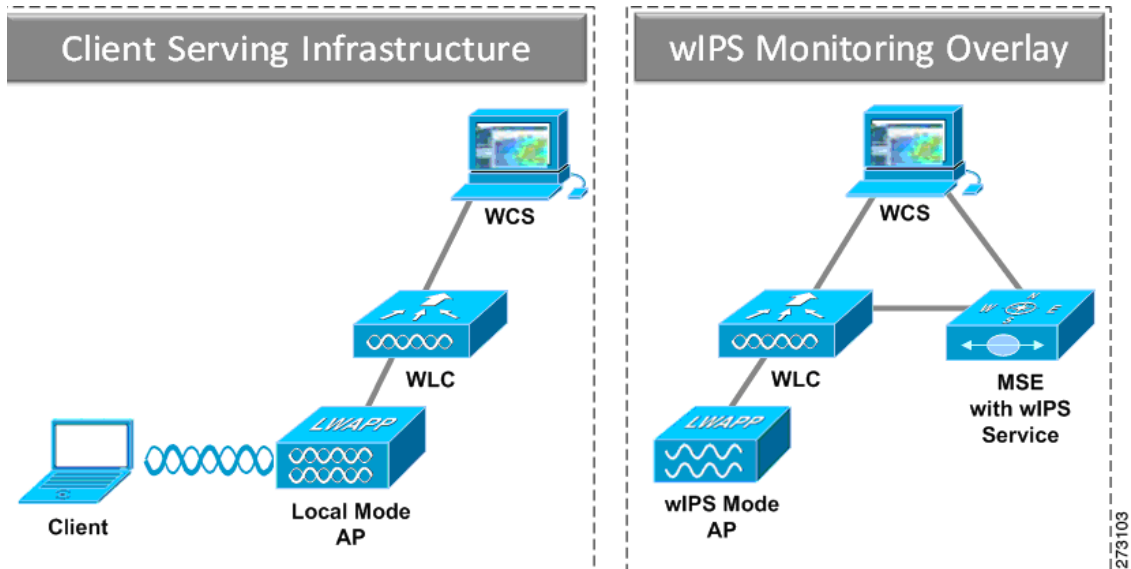 Client Serving Infrastructure
WCS
WLC
LWAPP
Local Mode
AP
Client
wIPS Monitoring Overlay
WCS
WLC
N
W
E
S
MSE
with wIPS
Service
LWAPP
wIPS Mode
AP
273103